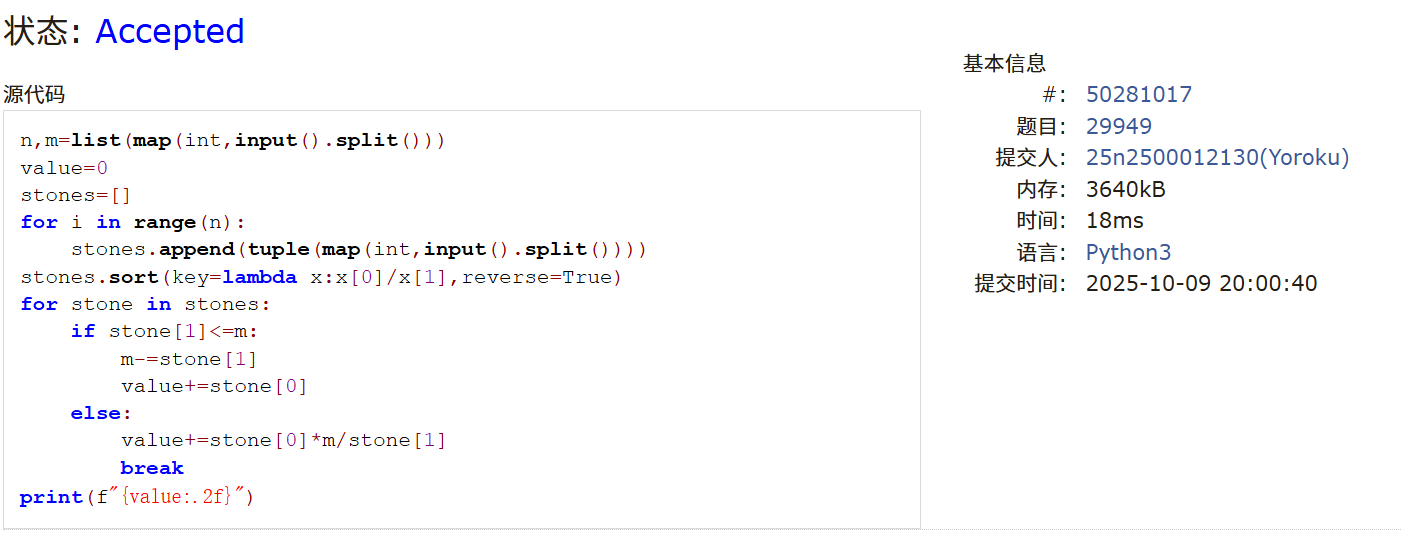 状态: Accepted
源代码
n,m=list(map(int,input().split()))
value=0
stones=[]
for i in range(n):
    stones.append(tuple(map(int,input().split())))
stones.sort(key=lambda x:x[0]/x[1],reverse=True)
for stone in stones:
    if stone[1]<=m:
        m-=stone[1]
        value+=stone[0]
    else:
        value+=stone[0]*m/stone[1]
        break
print(f"{value:.2f}")
基本信息
#: 50281017
题目: 29949
提交人: 25n2500012130(Yoroku)
内存: 3640kB
时间: 18ms
语言: Python3
提交时间: 2025-10-09 20:00:40